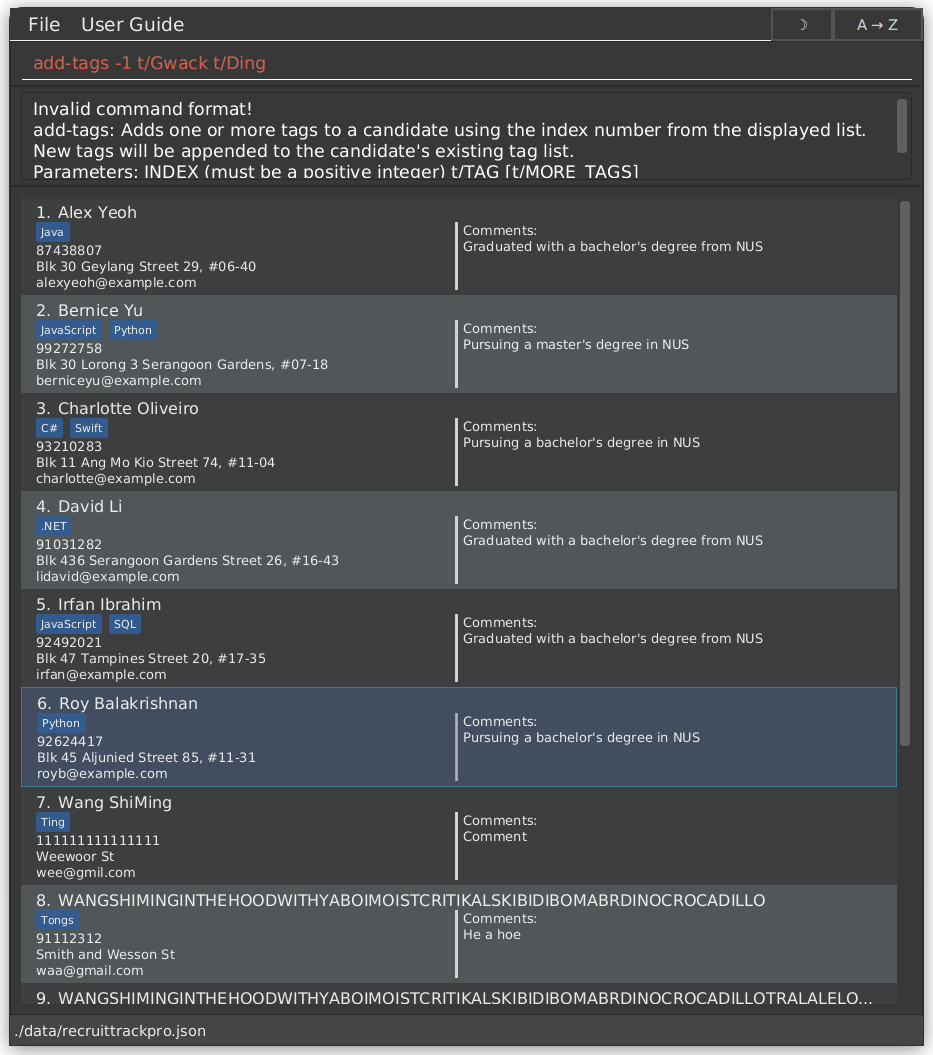 File User Guide ☽ A → Z
add-tags -1 t/Gwack t/Ding
Invalid command format!
add-tags: Adds one or more tags to a candidate using the index number from the displayed list.
New tags will be appended to the candidate's existing tag list.
Parameters: INDEX (must be a positive integer) t/TAG [t/MORE_TAGS]
1. Alex Yeoh
Java
87438807
Blk 30 Geylang Street 29, #06-40
alexyeoh@example.com
Comments:
Graduated with a bachelor's degree from NUS
2. Bernice Yu
JavaScript Python
99272758
Blk 30 Lorong 3 Serangoon Gardens, #07-18
berniceyu@example.com
Comments:
Pursuing a master's degree in NUS
3. Charlotte Oliveiro
C# Swift
93210283
Blk 11 Ang Mo Kio Street 74, #11-04
charlotte@example.com
Comments:
Pursuing a bachelor's degree in NUS
4. David Li
.NET
91031282
Blk 436 Serangoon Gardens Street 26, #16-43
lidavid@example.com
Comments:
Graduated with a bachelor's degree from NUS
5. Irfan Ibrahim
JavaScript SQL
92492021
Blk 47 Tampines Street 20, #17-35
irfan@example.com
Comments:
Graduated with a bachelor's degree from NUS
6. Roy Balakrishnan
Python
92624417
Blk 45 Aljunied Street 85, #11-31
royb@example.com
Comments:
Pursuing a bachelor's degree in NUS
7. Wang ShiMing
Ting
111111111111111
Weewoor St
wee@gmil.com
Comments:
Comment
8. WANGSHIMINGINTHEHOODWITHYABOIMOISTCRITIKALSKIBIDIBOMABRDINOCROCADILLO
Tongs
91112312
Smith and Wesson St
waa@gmail.com
Comments:
He a hoe
9. WANGSHIMINGINTHEHOODWITHYABOIMOISTCRITIKALSKIBIDIBOMABRDINOCROCADILLOTRALALELO...
./data/recruittrackpro.json